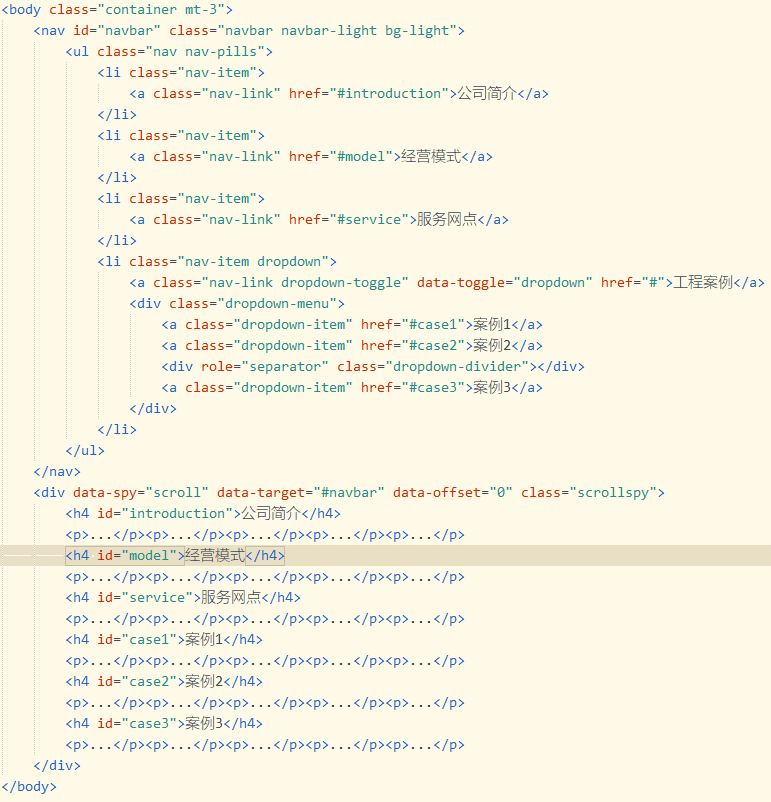 <body class="container mt-3">
<nav id="navbar" class="navbar navbar-light bg-light">
<ul class="nav nav-pills">
<li class="nav-item">
<a class="nav-link" href="#introduction">公司简介</a>
</li>
<li class="nav-item">
<a class="nav-link" href="#model">经营模式</a>
</li>
<li class="nav-item">
<a class="nav-link" href="#service">服务网点</a>
</li>
<li class="nav-item dropdown">
<a class="nav-link dropdown-toggle" data-toggle="dropdown" href="#">工程案例</a>
<div class="dropdown-menu">
<a class="dropdown-item" href="#case1">案例1</a>
<a class="dropdown-item" href="#case2">案例2</a>
<div role="separator" class="dropdown-divider"></div>
<a class="dropdown-item" href="#case3">案例3</a>
</div>
</li>
</ul>
</nav>
<div data-spy="scroll" data-target="#navbar" data-offset="0" class="scrollspy">
<h4 id="introduction">公司简介</h4>
<p>...</p><p>...</p><p>...</p><p>...</p><p>...</p>
<h4 id="model">经营模式</h4>
<p>...</p><p>...</p><p>...</p><p>...</p><p>...</p>
<h4 id="service">服务网点</h4>
<p>...</p><p>...</p><p>...</p><p>...</p><p>...</p>
<h4 id="case1">案例1</h4>
<p>...</p><p>...</p><p>...</p><p>...</p><p>...</p>
<h4 id="case2">案例2</h4>
<p>...</p><p>...</p><p>...</p><p>...</p><p>...</p>
<h4 id="case3">案例3</h4>
<p>...</p><p>...</p><p>...</p><p>...</p><p>...</p>
</div>
</body>